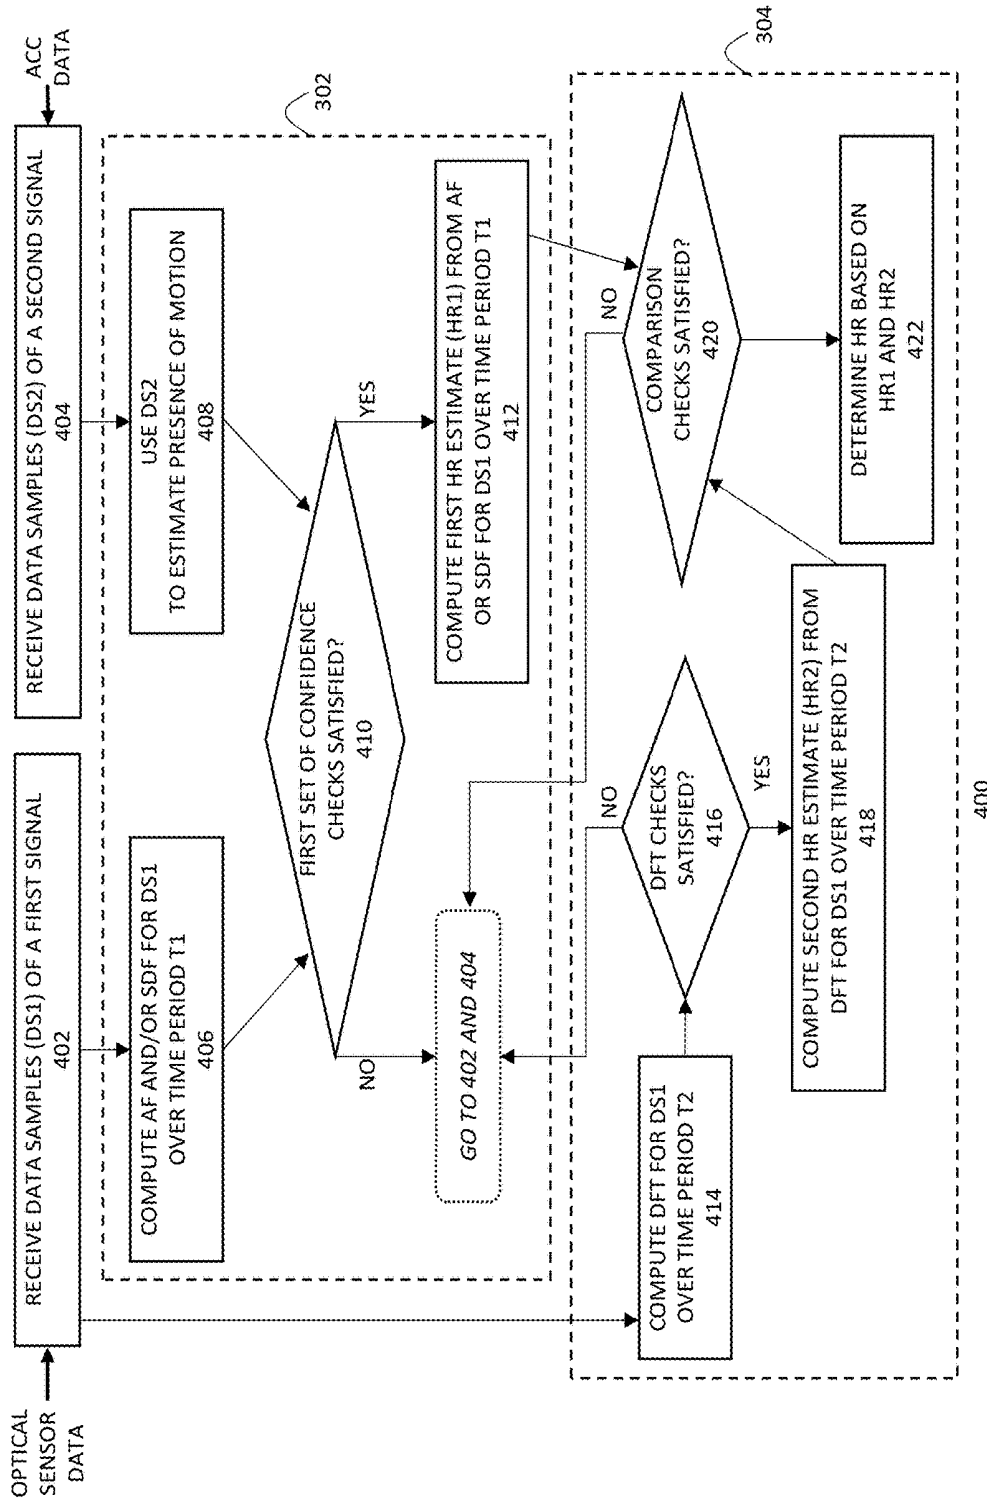 OPTICAL
SENSOR
DATA
ACC
DATA
RECEIVE DATA SAMPLES (DS1) OF A FIRST SIGNAL
402
RECEIVE DATA SAMPLES (DS2) OF A SECOND SIGNAL
404
302
COMPUTE AF AND/OR SDF FOR DS1
OVER TIME PERIOD T1
406
USE DS2
TO ESTIMATE PRESENCE OF MOTION
408
FIRST SET OF CONFIDENCE
CHECKS SATISFIED?
410
NO
YES
GO TO 402 AND 404
COMPUTE FIRST HR ESTIMATE (HR1) FROM AF
OR SDF FOR DS1 OVER TIME PERIOD T1
412
304
COMPUTE DFT FOR DS1
OVER TIME PERIOD T2
414
NO
DFT CHECKS
SATISFIED?
416
YES
NO
COMPARISON
CHECKS SATISFIED?
420
COMPUTE SECOND HR ESTIMATE (HR2) FROM
DFT FOR DS1 OVER TIME PERIOD T2
418
DETERMINE HR BASED ON
HR1 AND HR2
422
400